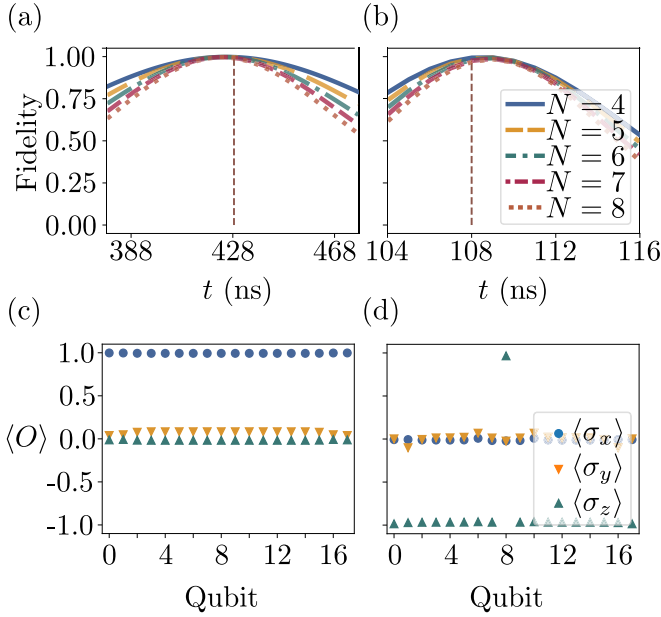 (a)
(b)
1.00
0.75
0.50
0.25
0.00
Fidelity
388
428
468
t (ns)
N = 4
N = 5
N = 6
N = 7
N = 8
104
108
112
116
t (ns)
(c)
(d)
1.0
0.5
0.0
-0.5
-1.0
⟨O⟩
0
4
8
12
16
Qubit
⟨σx⟩
⟨σy⟩
⟨σz⟩
0
4
8
12
16
Qubit